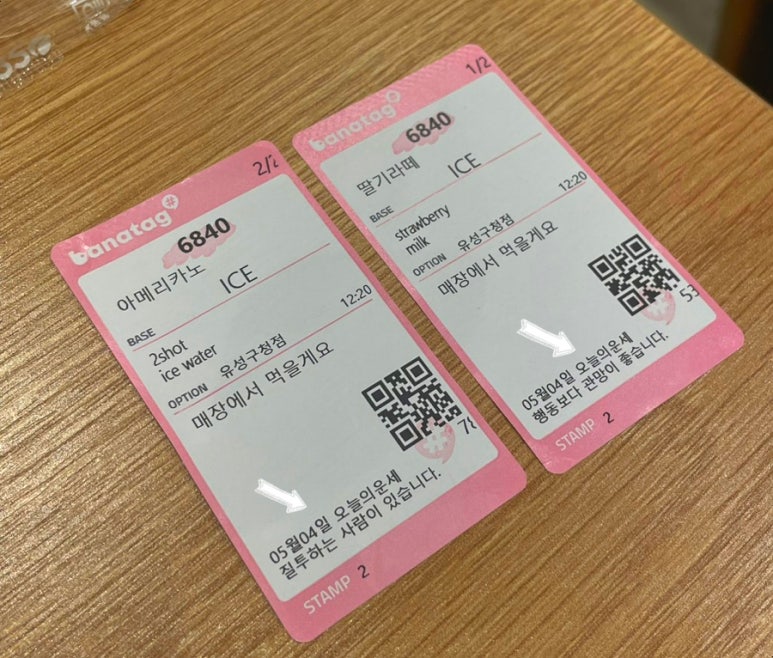 2/2
banatag
6840
아메리카노 ICE
BASE 12:20
2shot
ice water
OPTION 유성구청점
매장에서 먹을게요
05월04일 오늘의운세
질투하는 사람이 있습니다.
STAMP 2
1/2
banatag
6840
딸기라떼 ICE
BASE 12:20
strawberry
milk
OPTION 유성구청점
매장에서 먹을게요
53
05월04일 오늘의운세
행동보다 관망이 좋습니다.
STAMP 2